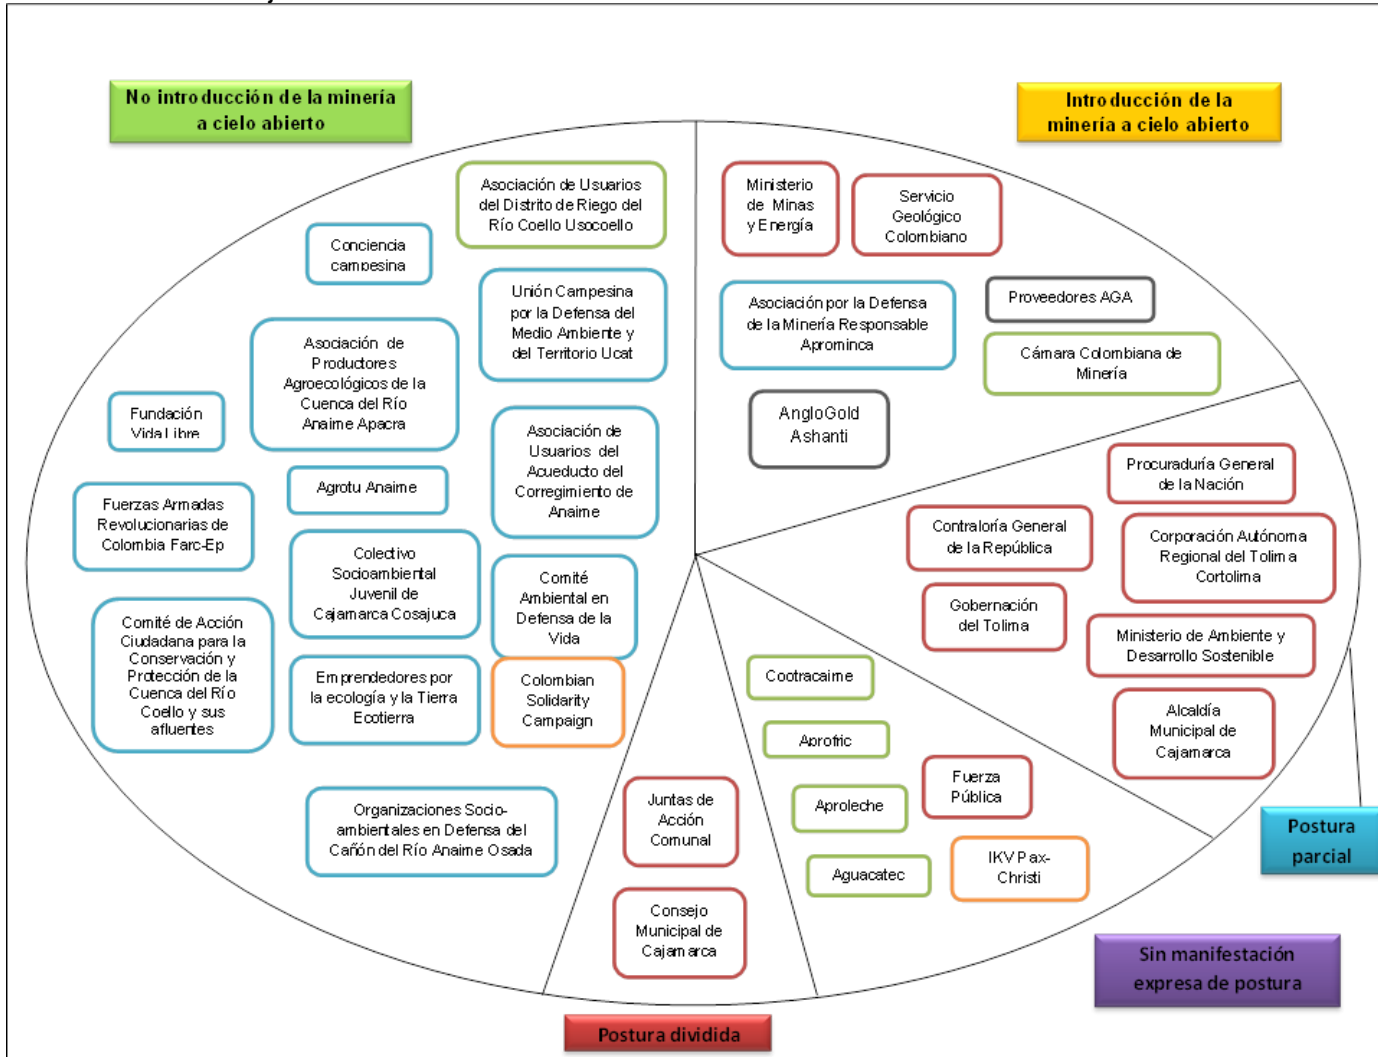 No introducción de la minería
a cielo abierto
Introducción de la
minería a cielo abierto
Asociación de Usuarios
del Distrito de Riego del
Río Coello Usocoello
Conciencia
campesina
Unión Campesina
por la Defensa del
Medio Ambiente y
del Territorio Ucat
Asociación de
Productores
Agroecológicos de la
Cuenca del Río
Anaime Apacra
Fundación
Vida Libre
Asociación de
Usuarios del
Acueducto del
Corregimiento de
Anaime
Agrotu Anaime
Fuerzas Armadas
Revolucionarias de
Colombia Farc-Ep
Colectivo
Socioambiental
Juvenil de
Cajamarca Cosajuca
Comité
Ambiental en
Defensa de la
Vida
Comité de Acción
Ciudadana para la
Conservación y
Protección de la
Cuenca del Río
Coello y sus
afluentes
Emprendedores por
la ecología y la Tierra
Ecotierra
Colombian
Solidarity
Campaign
Organizaciones Socio-
ambientales en Defensa del
Cañón del Río Anaime Osada
Ministerio
de Minas
y Energía
Servicio
Geológico
Colombiano
Asociación por la Defensa
de la Minería Responsable
Aprominca
Proveedores AGA
Cámara Colombiana de
Minería
AngloGold
Ashanti
Procuraduría General
de la Nación
Contraloría General
de la República
Corporación Autónoma
Regional del Tolima
Cortolima
Gobernación
del Tolima
Ministerio de Ambiente y
Desarrollo Sostenible
Alcaldía
Municipal de
Cajamarca
Postura
parcial
Cootracaime
Aprofric
Aproleche
Aguacatec
Fuerza
Pública
IKV Pax-
Christi
Sin manifestación
expresa de postura
Juntas de
Acción
Comunal
Consejo
Municipal de
Cajamarca
Postura dividida